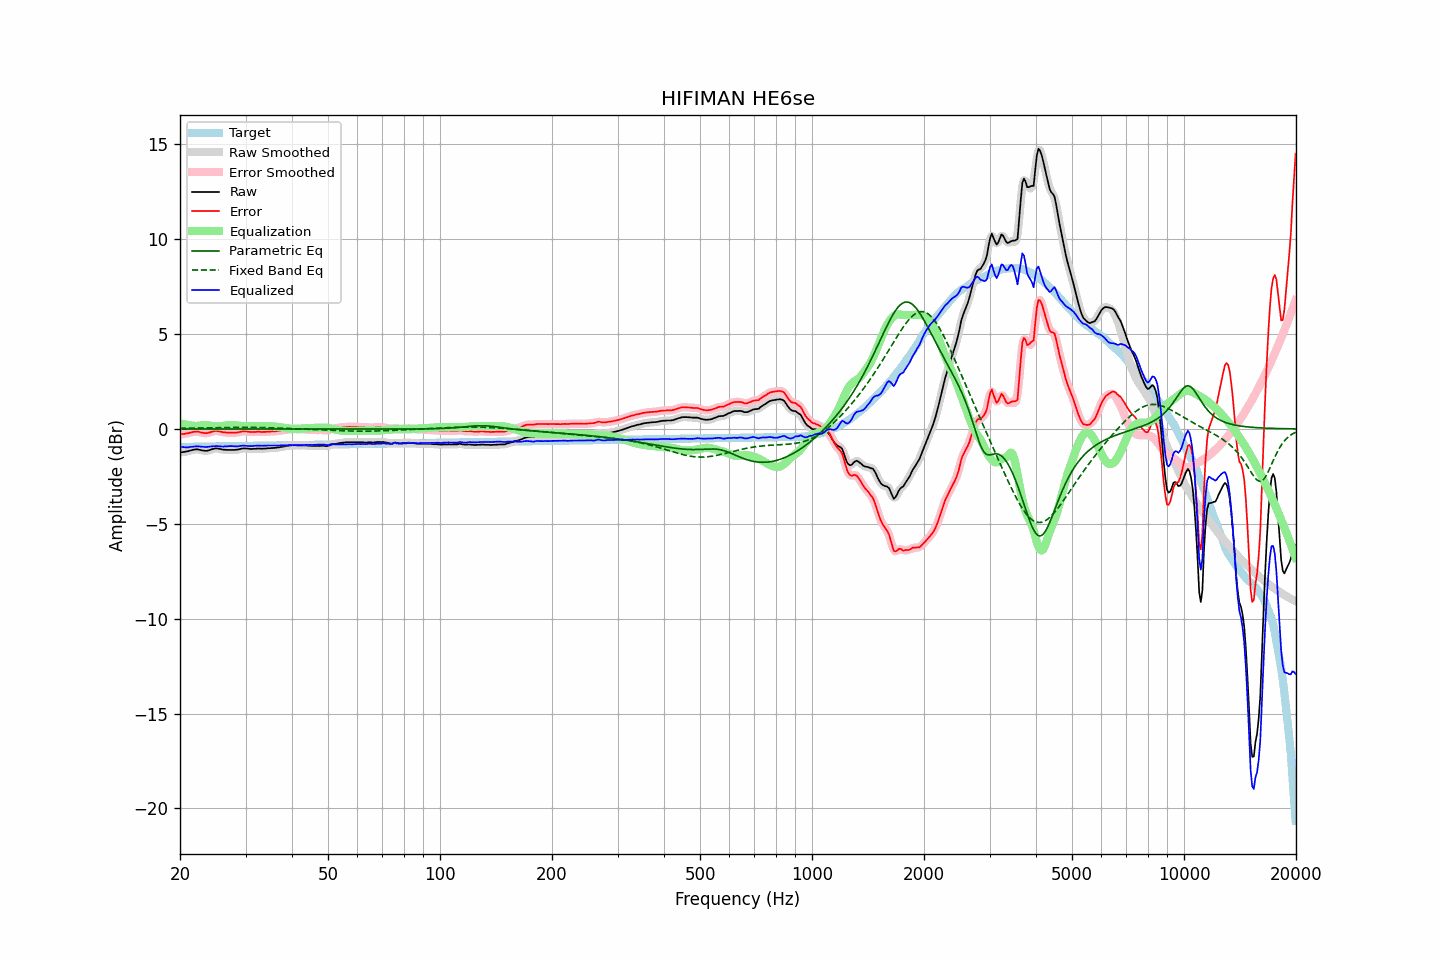 HIFIMAN HE6se
Target
Raw Smoothed
Error Smoothed
Raw
Error
Equalization
Parametric Eq
Fixed Band Eq
Equalized
15
10
5
0
−5
−10
−15
−20
Amplitude (dBr)
20 50 100 200 500 1000 2000 5000 10000 20000
Frequency (Hz)